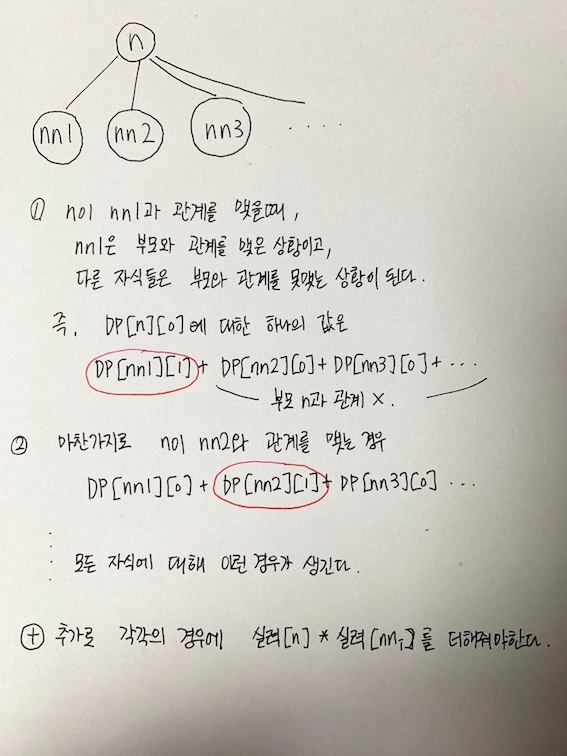 n
nn1 nn2 nn3 ....
① n이 nn1과 관계를 맺을때,
nn1은 부모와 관계를 맺은 상황이고,
다른 자식들은 부모와 관계를 못맺는 상황이 된다.
즉, DP[n][0]에 대한 하나의 값은
DP[nn1][1] + DP[nn2][0] + DP[nn3][0] + ...
부모 n과 관계 X.
② 마찬가지로 n이 nn2와 관계를 맺는 경우
DP[nn1][0] + DP[nn2][1] + DP[nn3][0] ...
모든 자식에 대해 이런 경우가 생긴다.
⊕ 추가로 각각의 경우에 실력[n] * 실력[nn_i]를 더해줘야한다.